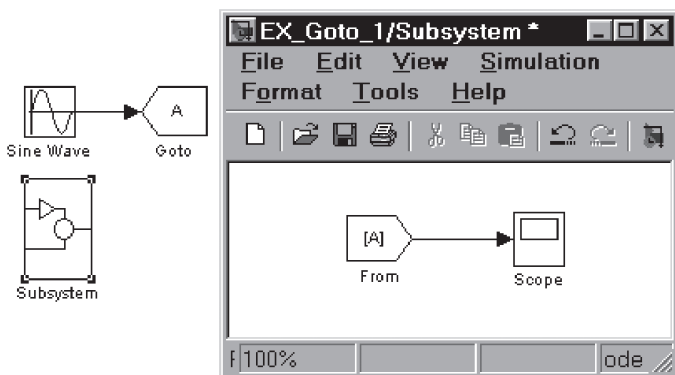 EX_Goto_1/Subsystem *
File Edit View Simulation
Format Tools Help
A
Sine Wave Goto
Subsystem
[A]
From
Scope
100%
ode